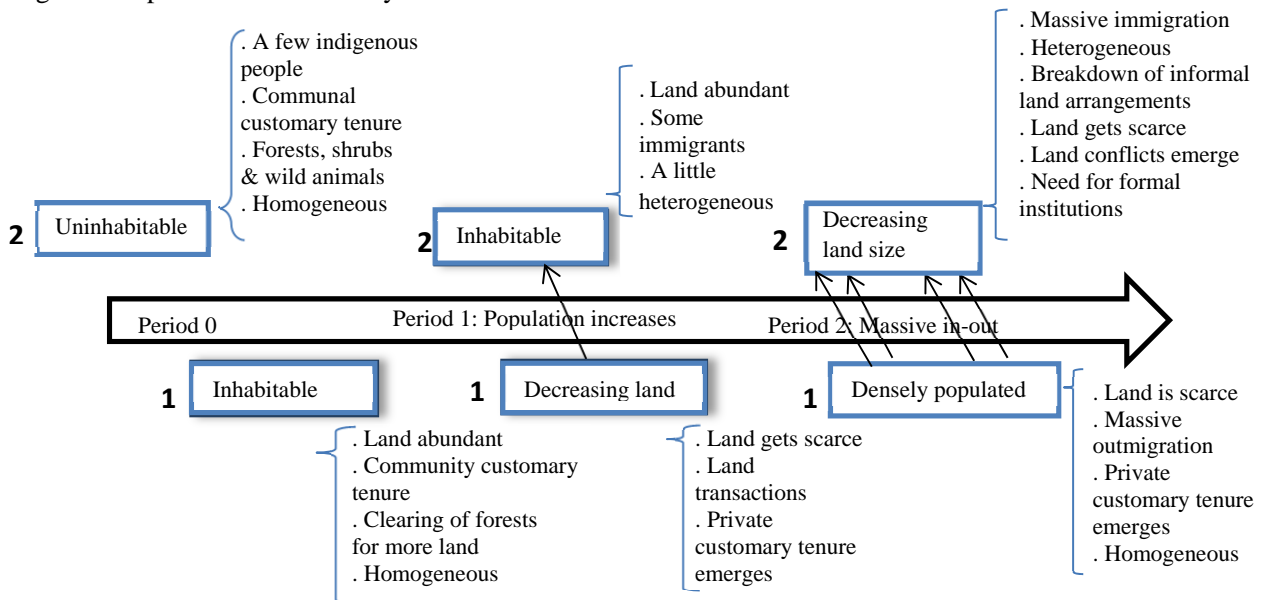 . A few indigenous
people
. Communal
customary tenure
. Forests, shrubs
& wild animals
. Homogeneous
. Land abundant
. Some
immigrants
. A little
heterogeneous
. Massive immigration
. Heterogeneous
. Breakdown of informal
land arrangements
. Land gets scarce
. Land conflicts emerge
. Need for formal
institutions
2
Uninhabitable
2
Inhabitable
2
Decreasing
land size
Period 0
Period 1: Population increases
Period 2: Massive in-out
1
Inhabitable
1
Decreasing land
1
Densely populated
. Land abundant
. Community customary
tenure
. Clearing of forests
for more land
. Homogeneous
. Land gets scarce
. Land
transactions
. Private
customary tenure
emerges
. Land is scarce
. Massive
outmigration
. Private
customary tenure
emerges
. Homogeneous